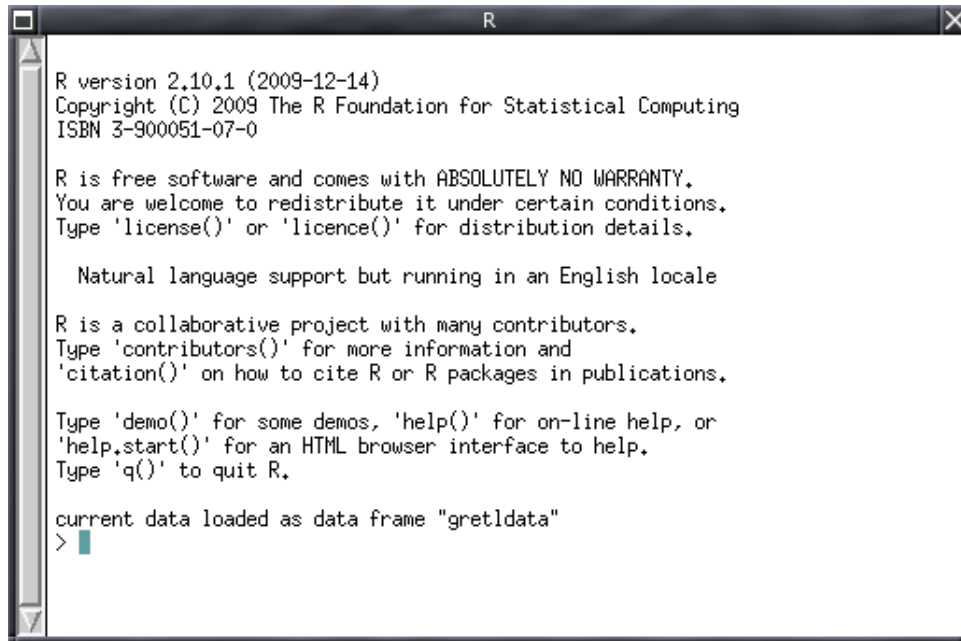 R
R version 2.10.1 (2009-12-14)
Copyright (C) 2009 The R Foundation for Statistical Computing
ISBN 3-900051-07-0
R is free software and comes with ABSOLUTELY NO WARRANTY.
You are welcome to redistribute it under certain conditions.
Type 'license()' or 'licence()' for distribution details.
Natural language support but running in an English locale
R is a collaborative project with many contributors.
Type 'contributors()' for more information and
'citation()' on how to cite R or R packages in publications.
Type 'demo()' for some demos, 'help()' for on-line help, or
'help.start()' for an HTML browser interface to help.
Type 'q()' to quit R.
current data loaded as data frame "gretldata"
>